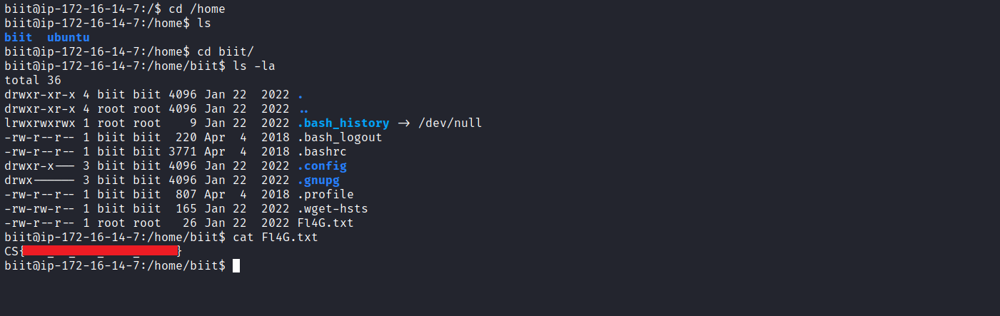 biit@ip-172-16-14-7:/$ cd /home
biit@ip-172-16-14-7:/home$ ls
biit  ubuntu
biit@ip-172-16-14-7:/home$ cd biit/
biit@ip-172-16-14-7:/home/biit$ ls -la
total 36
drwxr-xr-x 4 biit biit 4096 Jan 22  2022 .
drwxr-xr-x 4 root root 4096 Jan 22  2022 ..
lrwxrwxrwx 1 root root    9 Jan 22  2022 .bash_history -> /dev/null
-rw-r--r-- 1 biit biit  220 Apr  4  2018 .bash_logout
-rw-r--r-- 1 biit biit 3771 Apr  4  2018 .bashrc
drwxr-x--- 3 biit biit 4096 Jan 22  2022 .config
drwx------ 3 biit biit 4096 Jan 22  2022 .gnupg
-rw-r--r-- 1 biit biit  807 Apr  4  2018 .profile
-rw-rw-r-- 1 biit biit  165 Jan 22  2022 .wget-hsts
-rw-r--r-- 1 root root   26 Jan 22  2022 Fl4G.txt
biit@ip-172-16-14-7:/home/biit$ cat Fl4G.txt
CS{}
biit@ip-172-16-14-7:/home/biit$